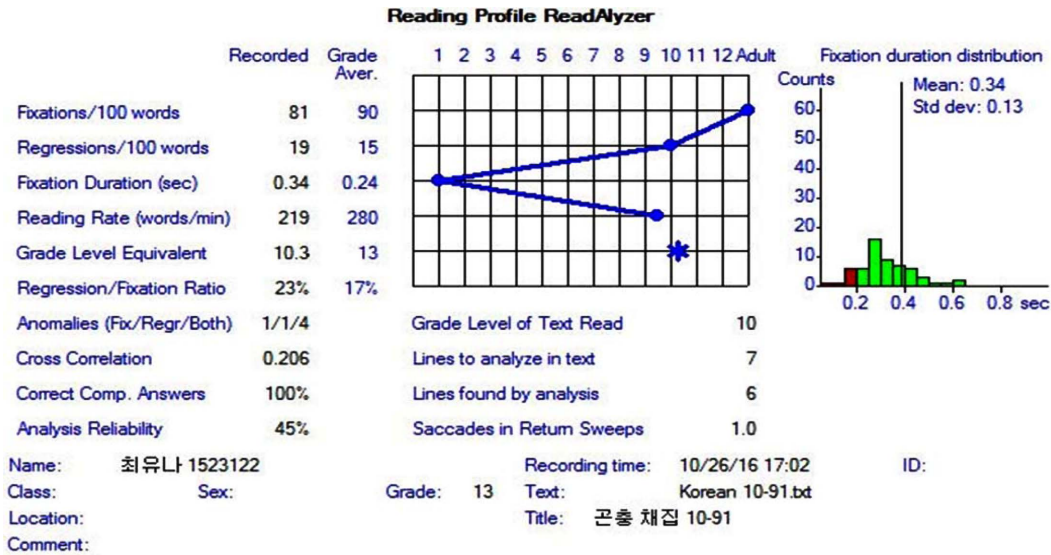 Reading Profile ReadAlyzer
Recorded Grade Aver. 1 2 3 4 5 6 7 8 9 10 11 12 Adult Fixation duration distribution
Counts Mean: 0.34
Std dev: 0.13
Fixations/100 words 81 90
Regressions/100 words 19 15
Fixation Duration (sec) 0.34 0.24
Reading Rate (words/min) 219 280
Grade Level Equivalent 10.3 13
Regression/Fixation Ratio 23% 17%
60
50
40
30
20
10
0
0.2 0.4 0.6 0.8 sec
Anomalies (Fix/Regr/Both) 1/1/4 Grade Level of Text Read 10
Cross Correlation 0.206 Lines to analyze in text 7
Correct Comp. Answers 100% Lines found by analysis 6
Analysis Reliability 45% Saccades in Return Sweeps 1.0
Name: 최유나 1523122 Recording time: 10/26/16 17:02 ID:
Class: Sex: Grade: 13 Text: Korean 10-91.txt
Location: Title: 곤충 채집 10-91
Comment: